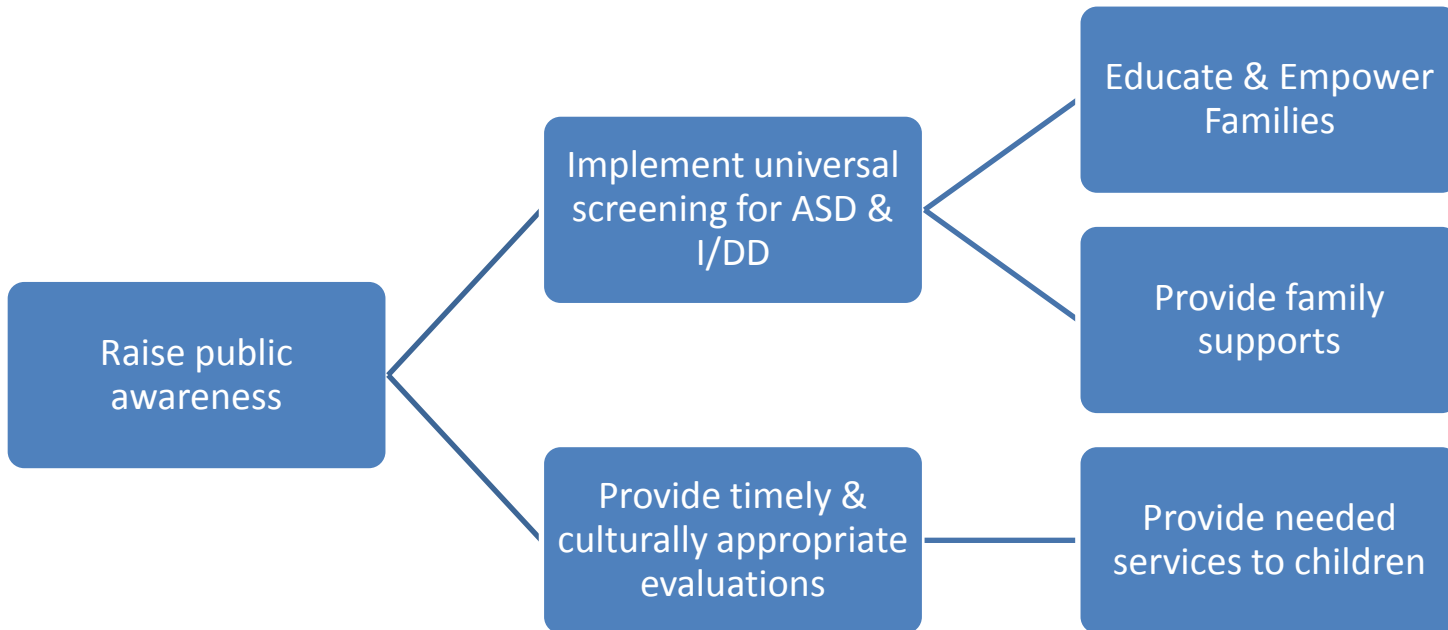 Raise public
awareness
Implement universal
screening for ASD &
I/DD
Provide timely &
culturally appropriate
evaluations
Educate & Empower
Families
Provide family
supports
Provide needed
services to children